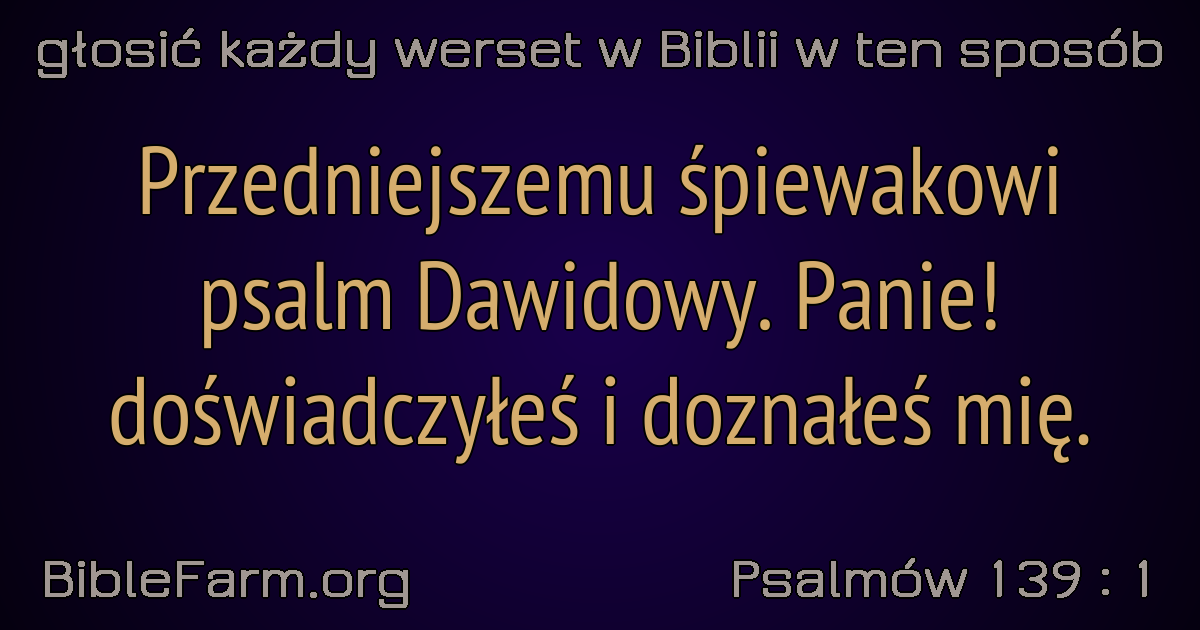 głosić każdy werset w Biblii w ten sposób
Przedniejszemu śpiewakowi
psalm Dawidowy. Panie!
doświadczyłeś i doznałeś mię.
BibleFarm.org
Psalmów 139 : 1